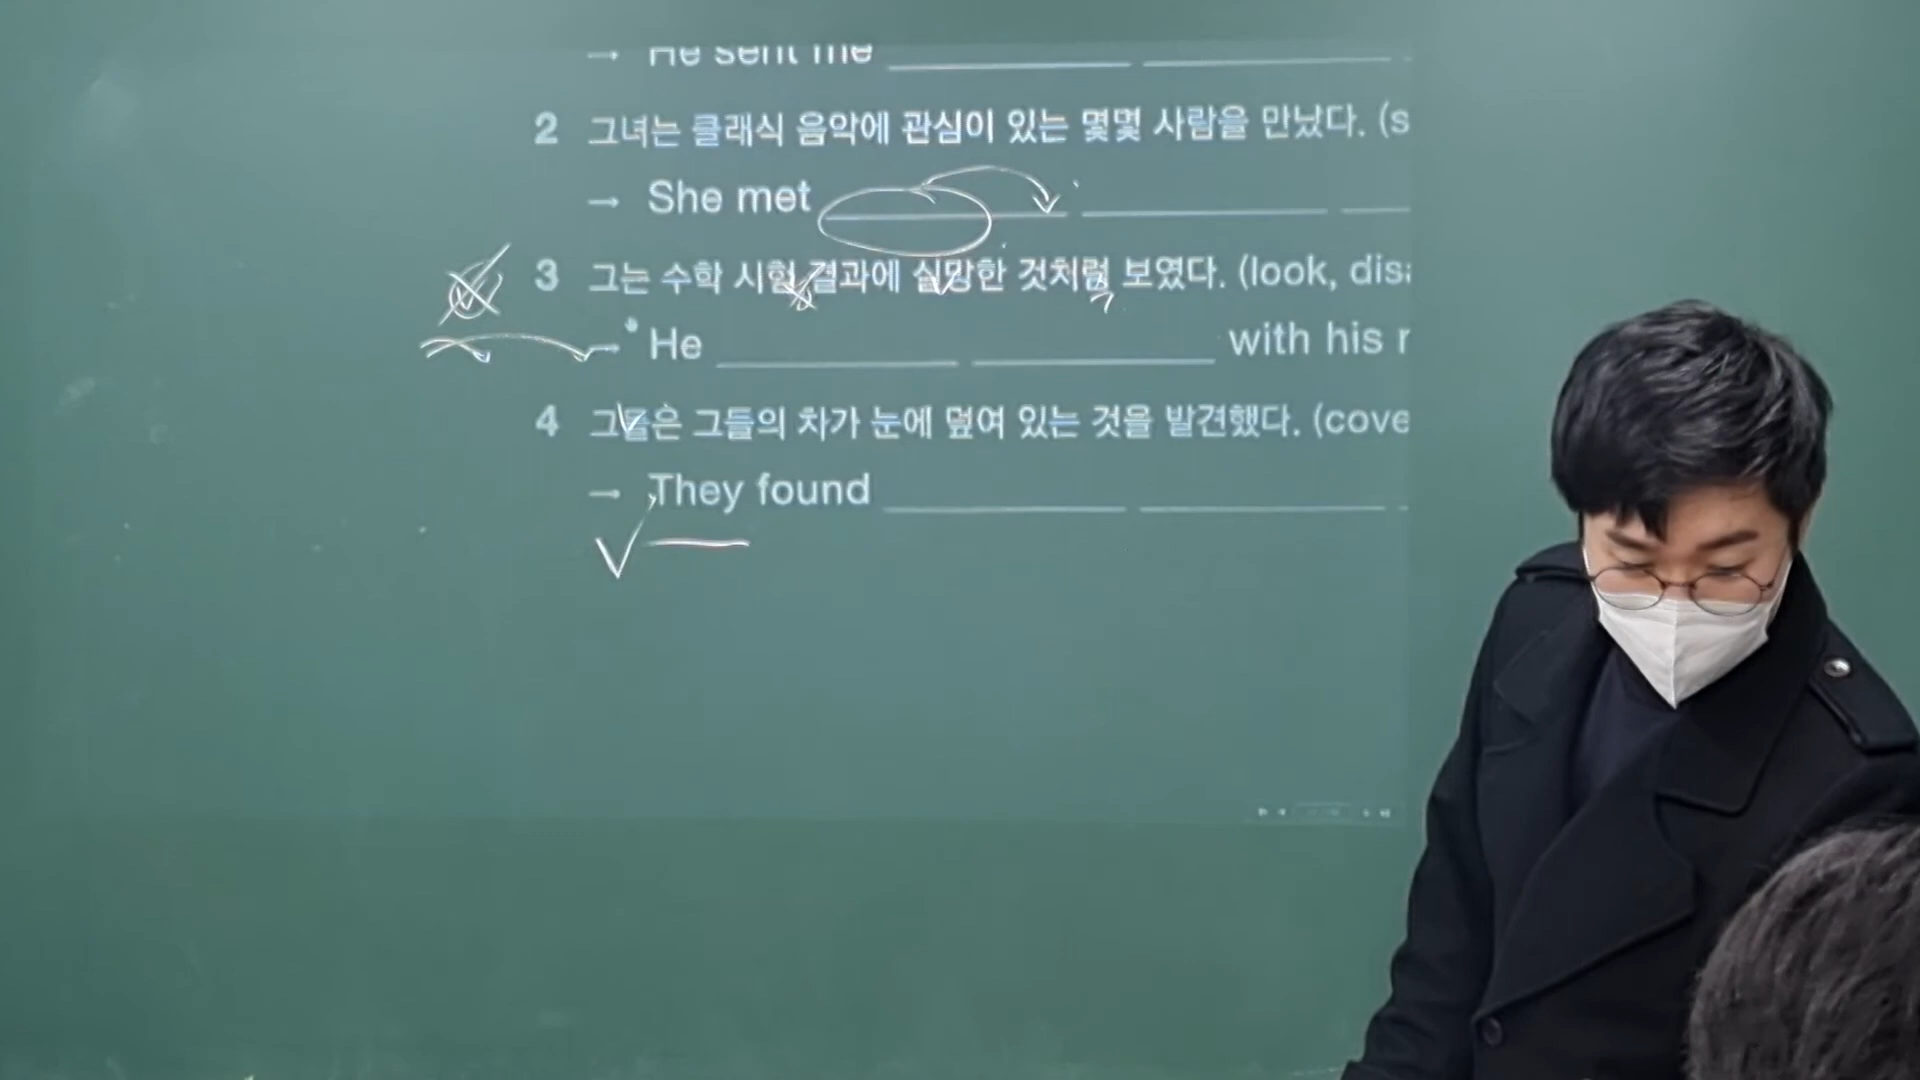 → He sent me
2 그녀는 클래식 음악에 관심이 있는 몇몇 사람을 만났다. (s
→ She met
3 그는 수학 시험 결과에 실망한 것처럼 보였다. (look, disa
→ He ______ ______ with his r
4 그들은 그들의 차가 눈에 덮여 있는 것을 발견했다. (cove
→ They found